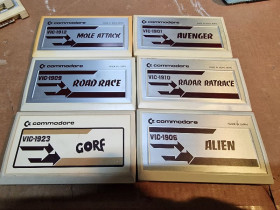 commodore
VIC-1912
MOLE ATTACK
commodore
VIC-1901
AVENGER
commodore
VIC-1909
ROAD RACE
commodore
VIC-1910
RADAR RATRACE
commodore
VIC-1923
GORF
commodore
VIC-1906
ALIEN